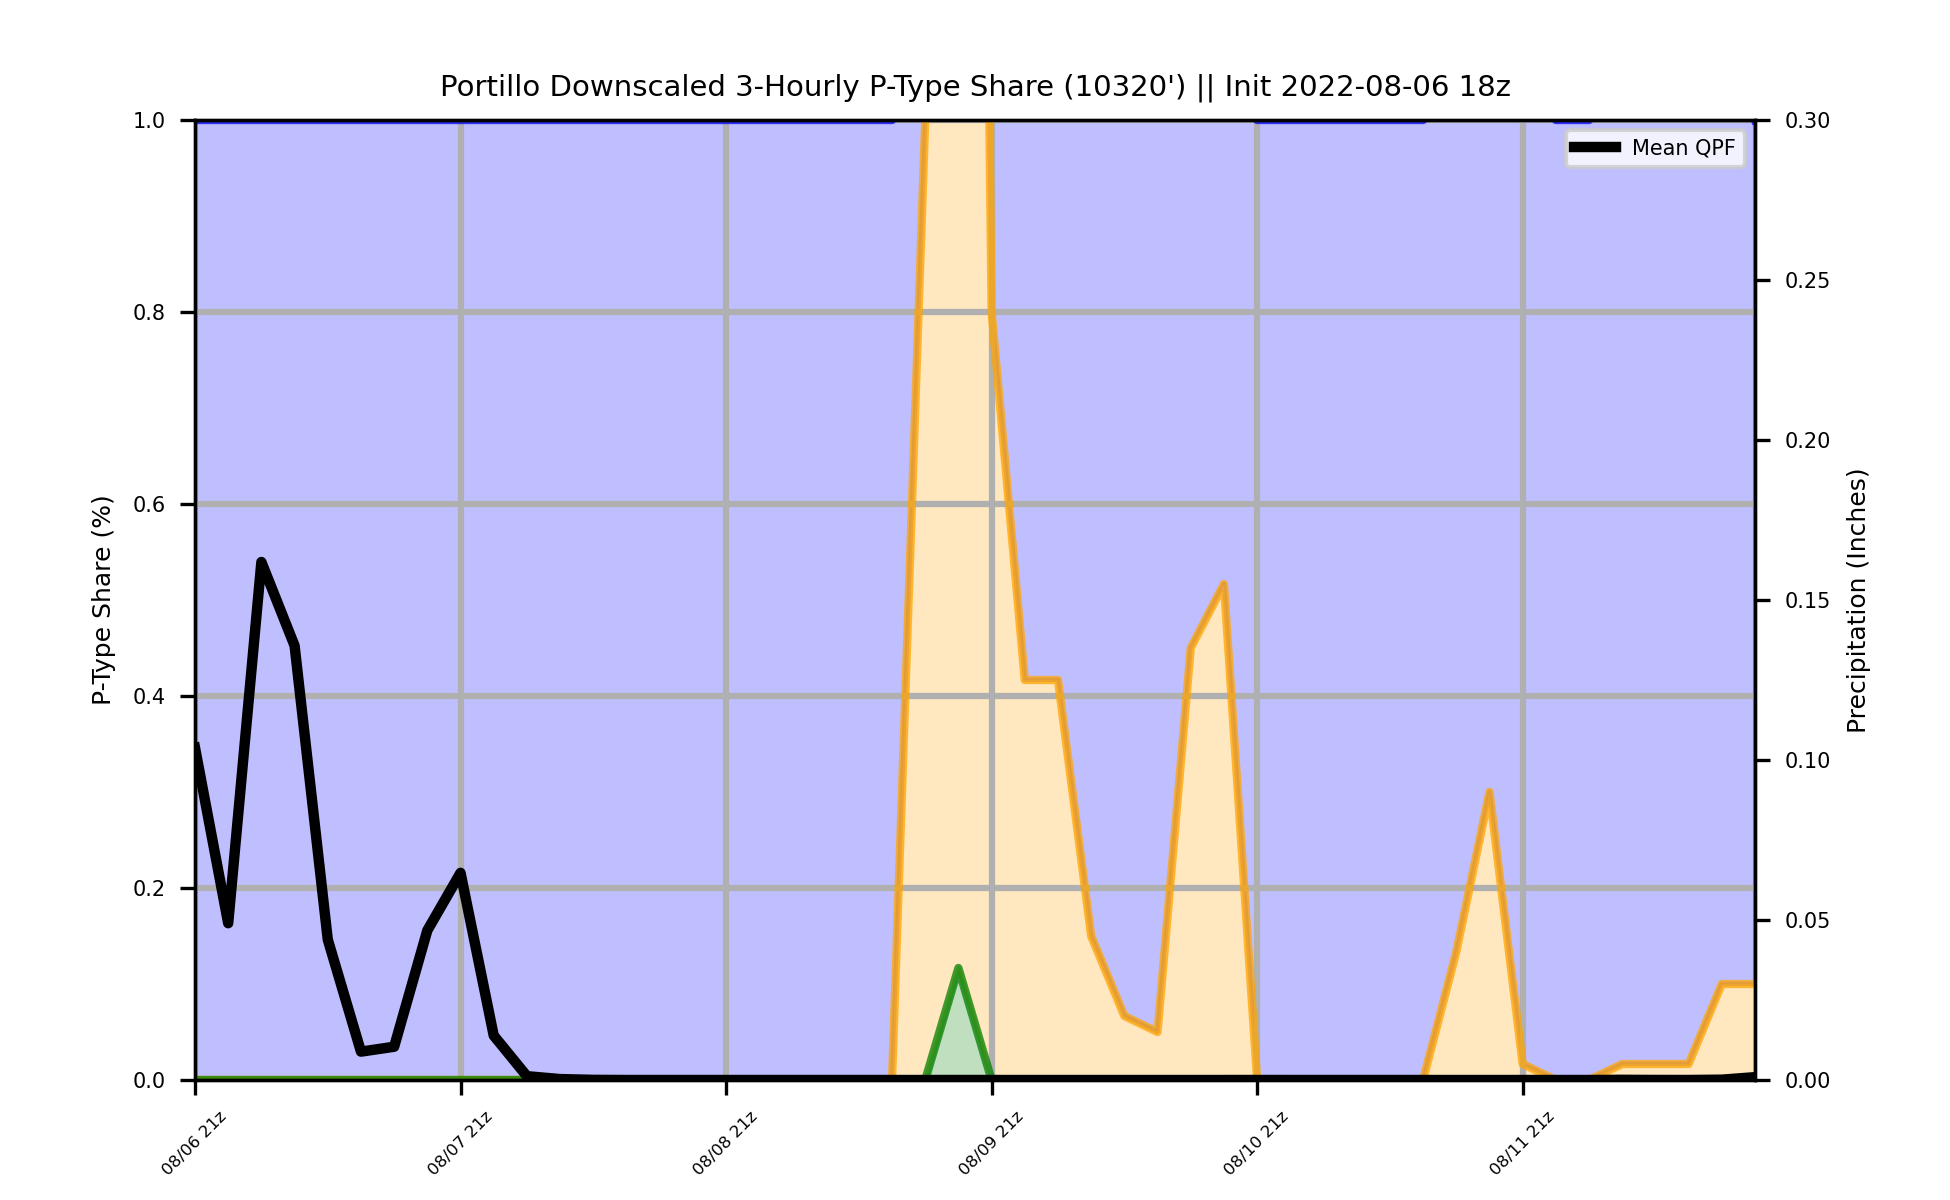 Portillo Downscaled 3-Hourly P-Type Share (10320') || Init 2022-08-06 18z
Mean QPF
P-Type Share (%)
1.0
0.8
0.6
0.4
0.2
0.0
Precipitation (Inches)
0.30
0.25
0.20
0.15
0.10
0.05
0.00
08/06 21z
08/07 21z
08/08 21z
08/09 21z
08/10 21z
08/11 21z